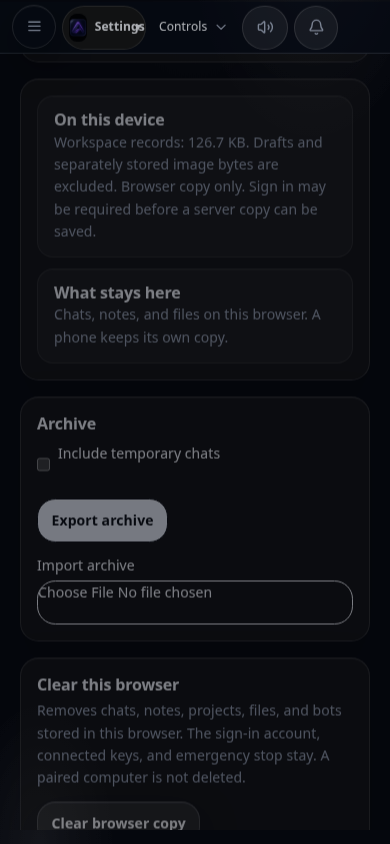 Settings
Controls
On this device
Workspace records: 126.7 KB. Drafts and
separately stored image bytes are
excluded. Browser copy only. Sign in may
be required before a server copy can be
saved.
What stays here
Chats, notes, and files on this browser. A
phone keeps its own copy.
Archive
Include temporary chats
Export archive
Import archive
Choose File No file chosen
Clear this browser
Removes chats, notes, projects, files, and bots
stored in this browser. The sign-in account,
connected keys, and emergency stop stay. A
paired computer is not deleted.
Clear browser copy